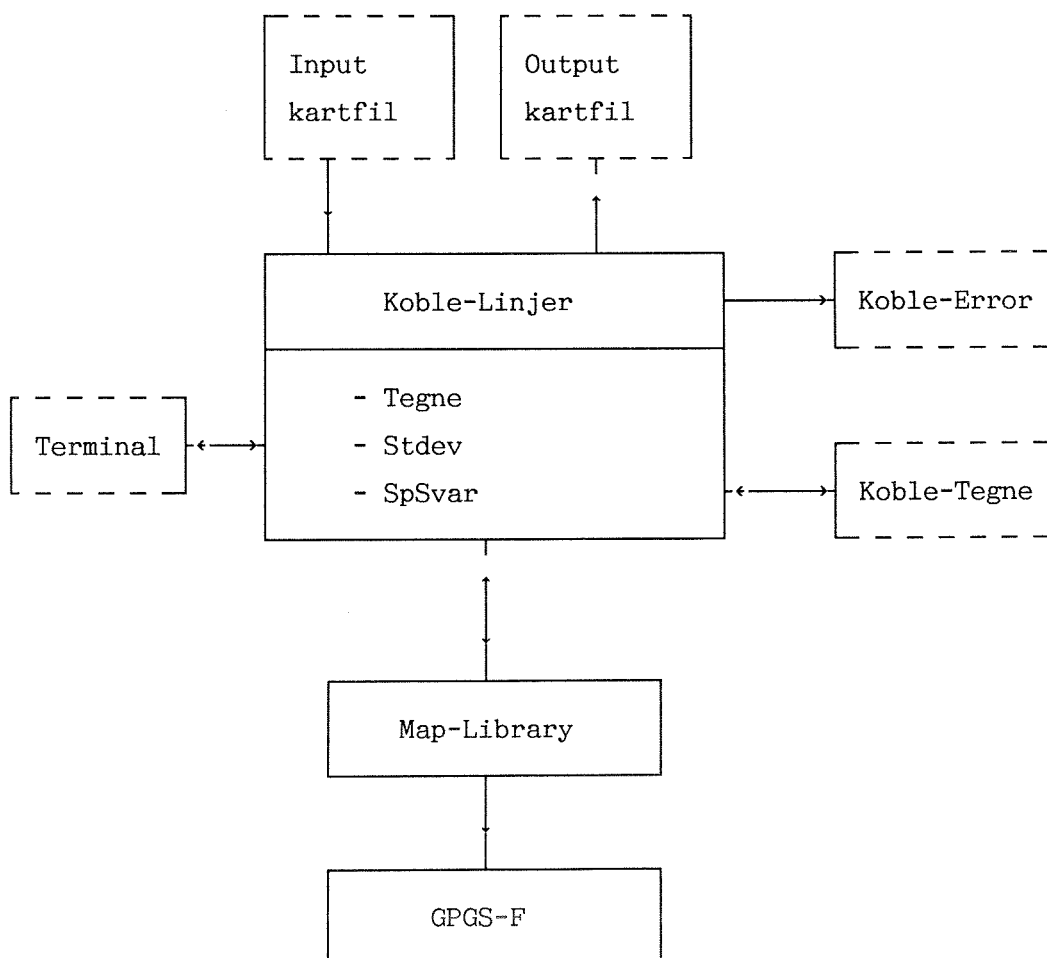 Input
kartfil
Output
kartfil
Koble-Linjer
Koble-Error
- Tegne
- Stdev
- SpSvar
Terminal
Koble-Tegne
Map-Library
GPGS-F